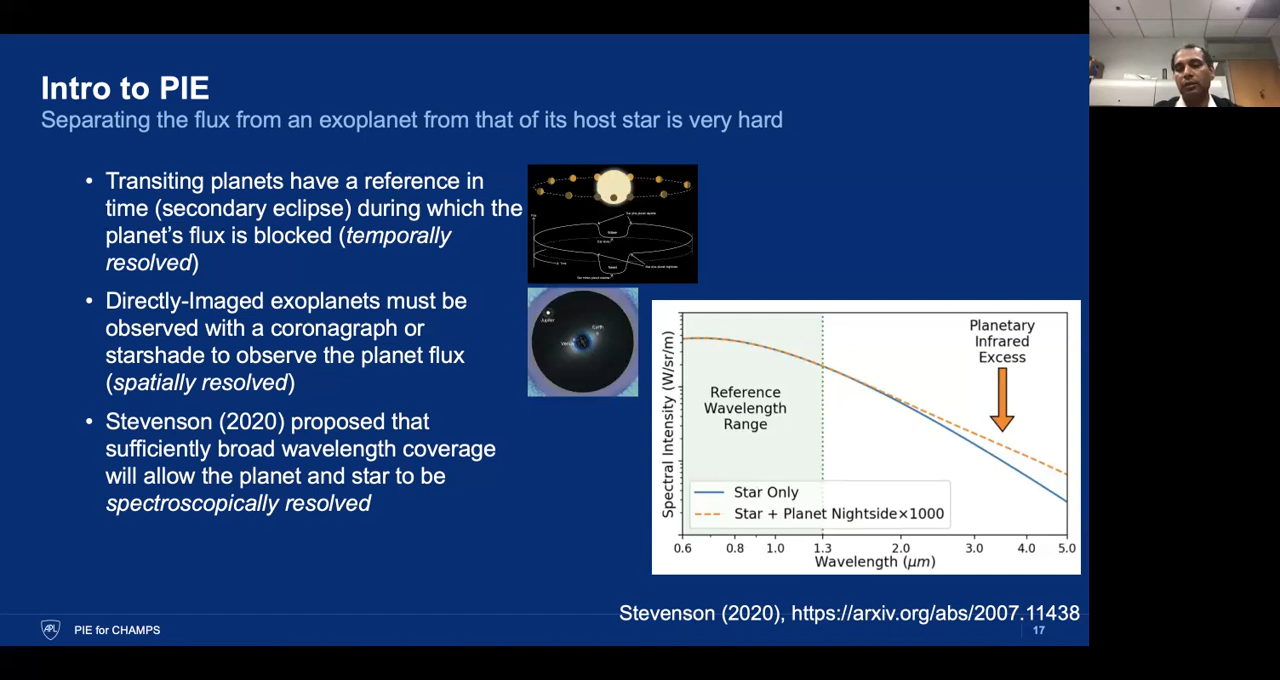 Intro to PIE
Separating the flux from an exoplanet from that of its host star is very hard
• Transiting planets have a reference in
time (secondary eclipse) during which the
planet's flux is blocked (temporally
resolved)
• Directly-Imaged exoplanets must be
observed with a coronagraph or
starshade to observe the planet flux
(spatially resolved)
• Stevenson (2020) proposed that
sufficiently broad wavelength coverage
will allow the planet and star to be
spectroscopically resolved
Jupiter
Earth
Venus
Spectral Intensity (W/sr/m)
Reference
Wavelength
Range
Planetary
Infrared
Excess
Star Only
Star + Planet Nightside×1000
0.6 0.8 1.0 1.3 2.0 3.0 4.0 5.0
Wavelength (μm)
Stevenson (2020), https://arxiv.org/abs/2007.11438
APL PIE for CHAMPS
17